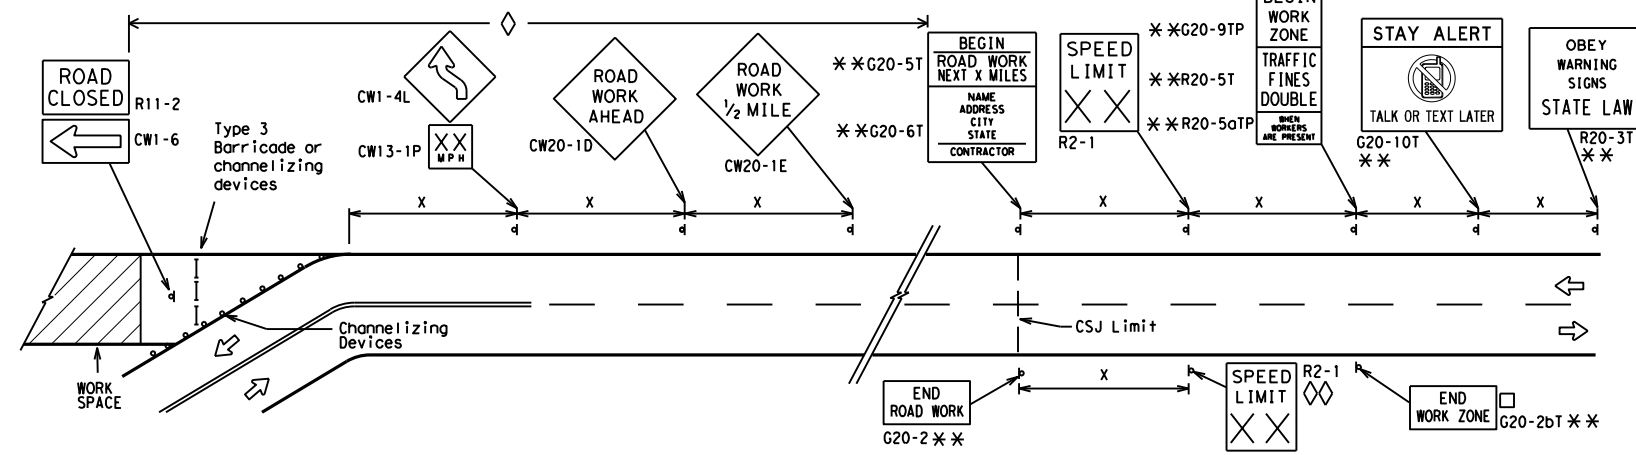 ROAD
CLOSED
R11-2
CW1-6
Type 3
Barricade or
channelizing
devices
CW1-4L
CW13-1P
X X
MPH
ROAD
WORK
AHEAD
CW20-1D
ROAD
WORK
1/2 MILE
CW20-1E
**G20-5T
**G20-6T
BEGIN
ROAD WORK
NEXT X MILES
NAME
ADDRESS
CITY
STATE
CONTRACTOR
SPEED
LIMIT
X X
R2-1
**G20-9TP
**R20-5T
**R20-5aTP
BEGIN
WORK
ZONE
TRAFFIC
FINES
DOUBLE
WHEN
WORKERS
ARE PRESENT
STAY ALERT
TALK OR TEXT LATER
G20-10T
**
OBEY
WARNING
SIGNS
STATE LAW
R20-3T
**
X
X
X
X
X
X
X
Channelizing
Devices
WORK
SPACE
CSJ Limit
END
ROAD WORK
G20-2**
X
SPEED
LIMIT
X X
R2-1
END
WORK ZONE
G20-2bT **